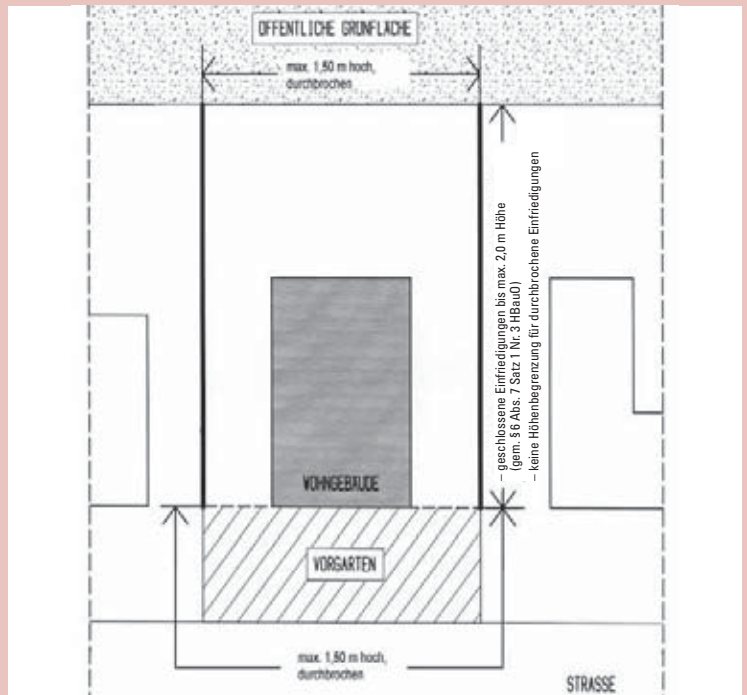 ÖFFENTLICHE GRÜNFLÄCHE
max. 1,50 m hoch,
durchbrochen
– geschlossene Einfriedigungen bis max. 2,0 m Höhe
(gem. § 6 Abs. 7 Satz 1 Nr. 3 HBauO)
– keine Höhenbegrenzung für durchbrochene Einfriedigungen
WOHNGEBÄUDE
VORGARTEN
max. 1,50 m hoch,
durchbrochen
STRASSE